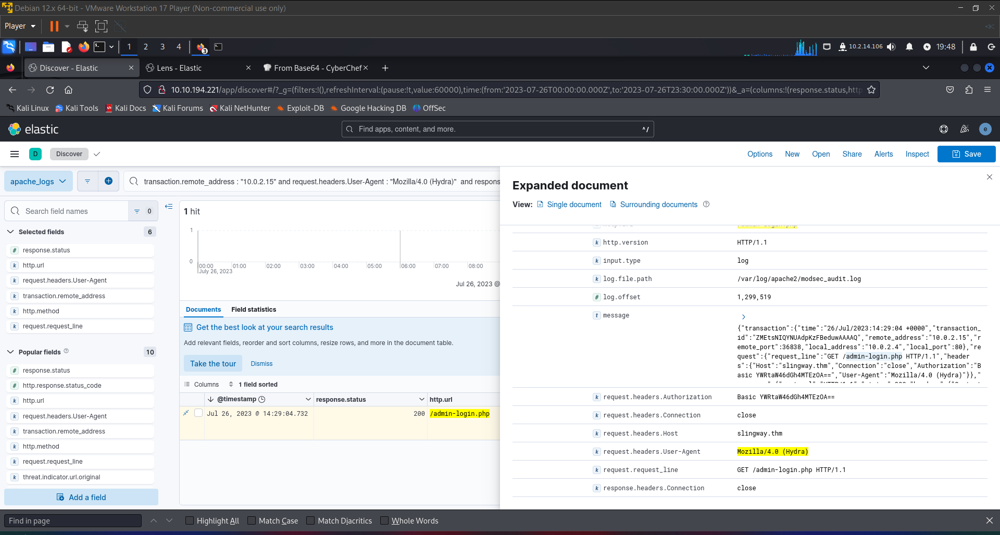 Debian 12.x 64-bit - VMware Workstation 17 Player (Non-commercial use only)
Player
1 2 3 4
3
10.2.14.106
19:48
Discover - Elastic
Lens - Elastic
From Base64 - CyberChef
10.10.194.221/app/discover#/?_g=(filters:!(),refreshInterval:(pause:!t,value:60000),time:(from:'2023-07-26T00:00:00.000Z',to:'2023-07-26T23:30:00.000Z'))&_a=(columns:!(response.status,http
Kali Linux
Kali Tools
Kali Docs
Kali Forums
Kali NetHunter
Exploit-DB
Google Hacking DB
OffSec
elastic
Find apps, content, and more.
^/
e
D
Discover
Options
New
Open
Share
Alerts
Inspect
Save
apache_logs
transaction.remote_address : "10.0.2.15" and request.headers.User-Agent : "Mozilla/4.0 (Hydra)" and respons
Search field names
0
Selected fields
6
# response.status
k http.url
k request.headers.User-Agent
k transaction.remote_address
k http.method
k request.request_line
Popular fields
10
# response.status
# http.response.status_code
k http.url
k request.headers.User-Agent
k transaction.remote_address
k http.method
k request.request_line
k threat.indicator.url.original
Add a field
1 hit
1
0
00:00 01:00 02:00 03:00 04:00 05:00 06:00 07:00 08:00
July 26, 2023
Jul 26, 2023 @
Documents
Field statistics
Get the best look at your search results
Add relevant fields, reorder and sort columns, resize rows, and more in the document table.
Take the tour
Dismiss
Columns
1 field sorted
@timestamp
response.status
http.url
Jul 26, 2023 @ 14:29:04.732
200
/admin-login.php
Expanded document
View:
Single document
Surrounding documents
k http.url /admin-login.php
k http.version HTTP/1.1
k input.type log
k log.file.path /var/log/apache2/modsec_audit.log
# log.offset 1,299,519
t message
{"transaction":{"time":"26/Jul/2023:14:29:04 +0000","transaction_
id":"ZMEtsNIQYNUAdpKzFBeduwAAAAQ","remote_address":"10.0.2.15","r
emote_port":36838,"local_address":"10.0.2.4","local_port":80},"re
quest":{"request_line":"GET /admin-login.php HTTP/1.1","header
s":{"Host":"slingway.thm","Connection":"close","Authorization":"B
asic YWRtaW46dGh4MTEzOA==","User-Agent":"Mozilla/4.0 (Hydra)"}},"
k request.headers.Authorization Basic YWRtaW46dGh4MTEzOA==
k request.headers.Connection close
k request.headers.Host slingway.thm
k request.headers.User-Agent Mozilla/4.0 (Hydra)
k request.request_line GET /admin-login.php HTTP/1.1
k response.headers.Connection close
Find in page
Highlight All
Match Case
Match Diacritics
Whole Words